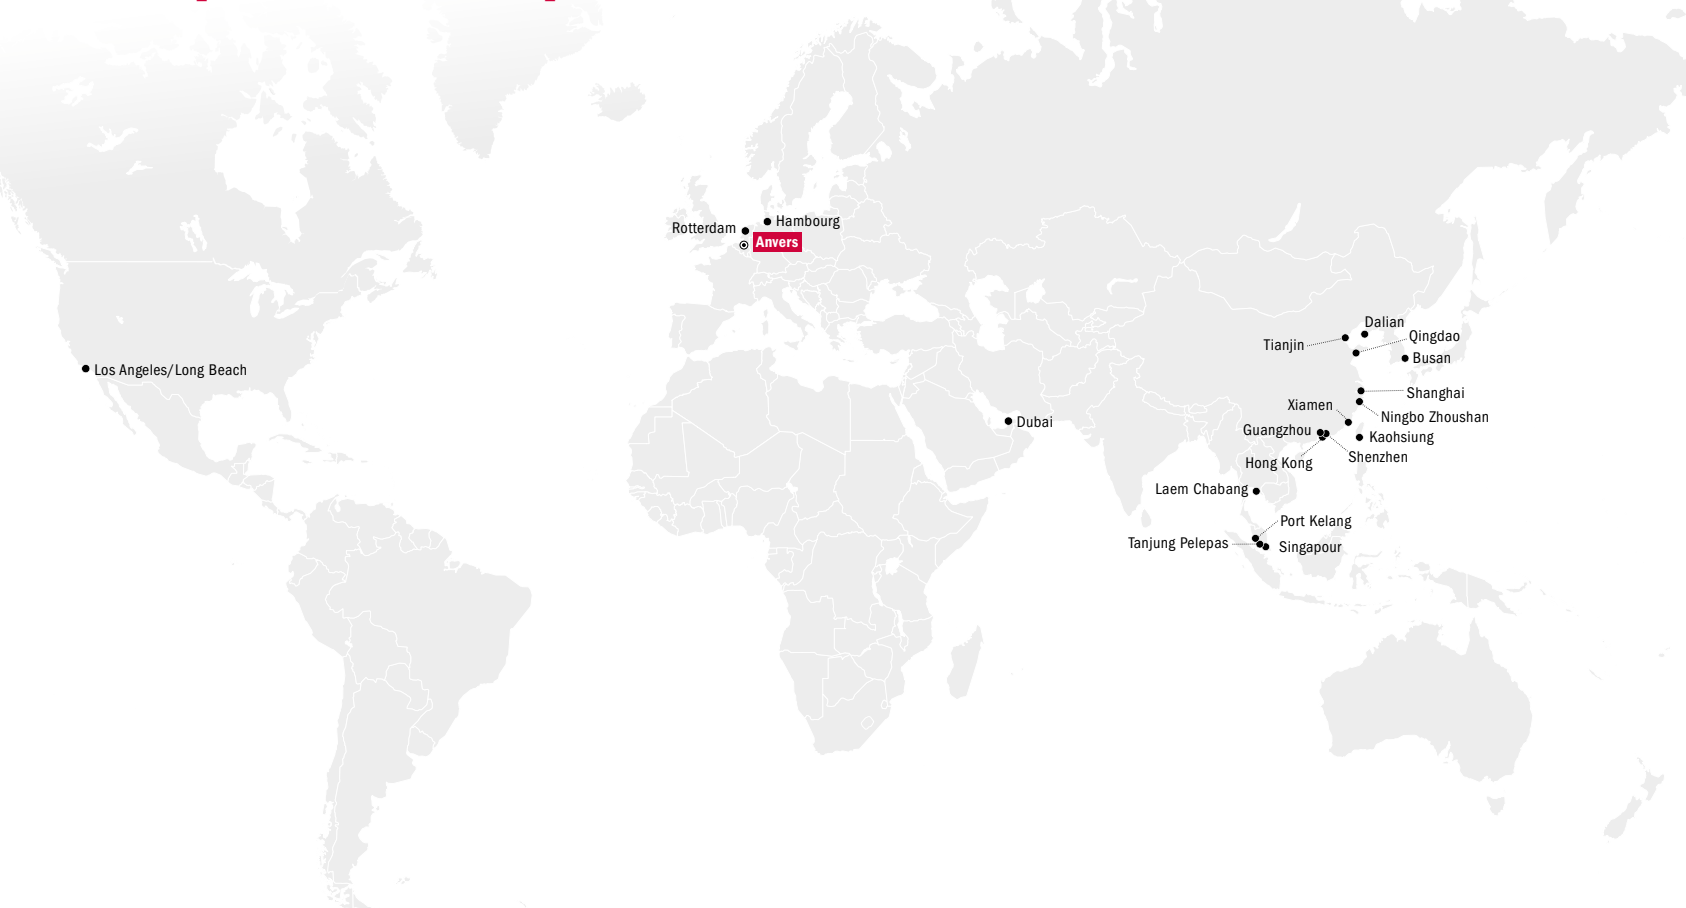 Hambourg
Rotterdam
Anvers
Dalian
Qingdao
Tianjin
Busan
Los Angeles/Long Beach
Shanghai
Xiamen
Ningbo Zhoushan
Dubai
Guangzhou
Kaohsiung
Shenzhen
Hong Kong
Laem Chabang
Port Kelang
Tanjung Pelepas
Singapour